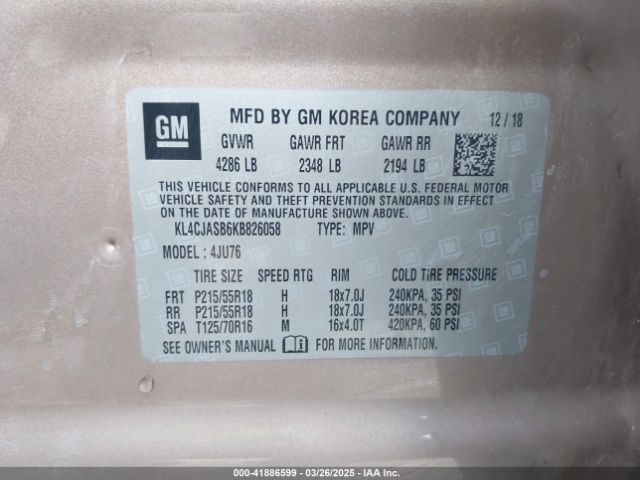 GM
MFD BY GM KOREA COMPANY 12 / 18
GVWR GAWR FRT GAWR RR
4286 LB 2348 LB 2194 LB
THIS VEHICLE CONFORMS TO ALL APPLICABLE U.S. FEDERAL MOTOR
VEHICLE SAFETY AND THEFT PREVENTION STANDARDS IN EFFECT
ON THE DATE OF MANUFACTURE SHOWN ABOVE.
KL4CJASB6KB826058 TYPE: MPV
MODEL : 4JU76
TIRE SIZE SPEED RTG RIM COLD TIRE PRESSURE
FRT P215/55R18 H 18x7.0J 240KPA, 35 PSI
RR P215/55R18 H 18x7.0J 240KPA, 35 PSI
SPA T125/70R16 M 16x4.0T 420KPA, 60 PSI
SEE OWNER'S MANUAL FOR MORE INFORMATION.
000-41886599 | 03/26/2025 - IAA Inc.